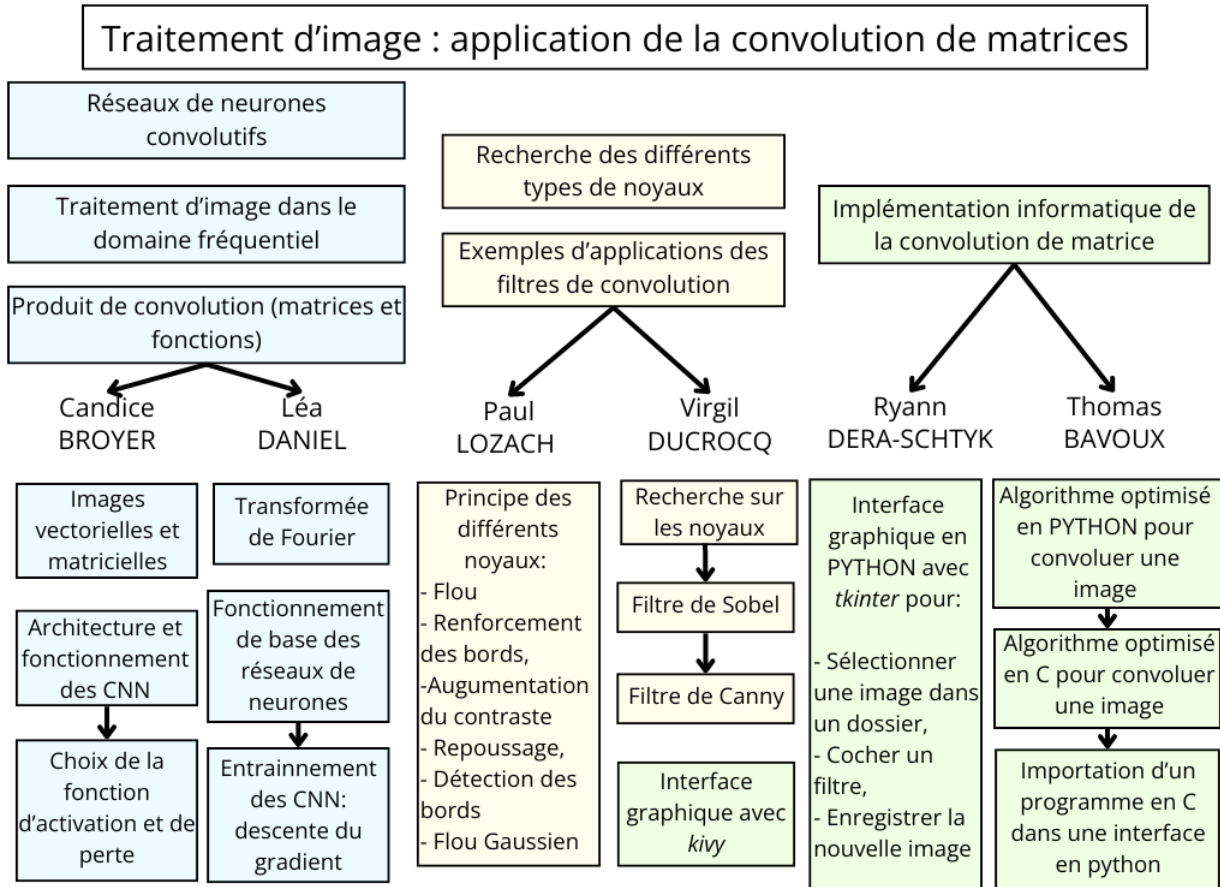 Traitement d’image : application de la convolution de matrices
Réseaux de neurones
convolutifs
Traitement d’image dans le
domaine fréquentiel
Produit de convolution (matrices et
fonctions)
Recherche des différents
types de noyaux
Exemples d’applications des
filtres de convolution
Implémentation informatique de
la convolution de matrice
Candice
BROYER
Léa
DANIEL
Paul
LOZACH
Virgil
DUCROCQ
Ryann
DERA-SCHTYK
Thomas
BAVOUX
Images
vectorielles et
matricielles
Architecture et
fonctionnement
des CNN
Choix de la
fonction
d’activation et de
perte
Transformée
de Fourier
Fonctionnement
de base des
réseaux de
neurones
Entrainnement
des CNN:
descente du
gradient
Principe des
différents
noyaux:
- Flou
- Renforcement
des bords,
-Augumentation
du contraste
- Repoussage,
- Détection des
bords
- Flou Gaussien
Recherche sur
les noyaux
Filtre de Sobel
Filtre de Canny
Interface
graphique avec
kivy
Interface
graphique en
PYTHON avec
tkinter pour:
- Sélectionner
une image dans
un dossier,
- Cocher un
filtre,
- Enregistrer la
nouvelle image
Algorithme optimisé
en PYTHON pour
convoluer une
image
Algorithme optimisé
en C pour convoluer
une image
Importation d’un
programme en C
dans une interface
en python